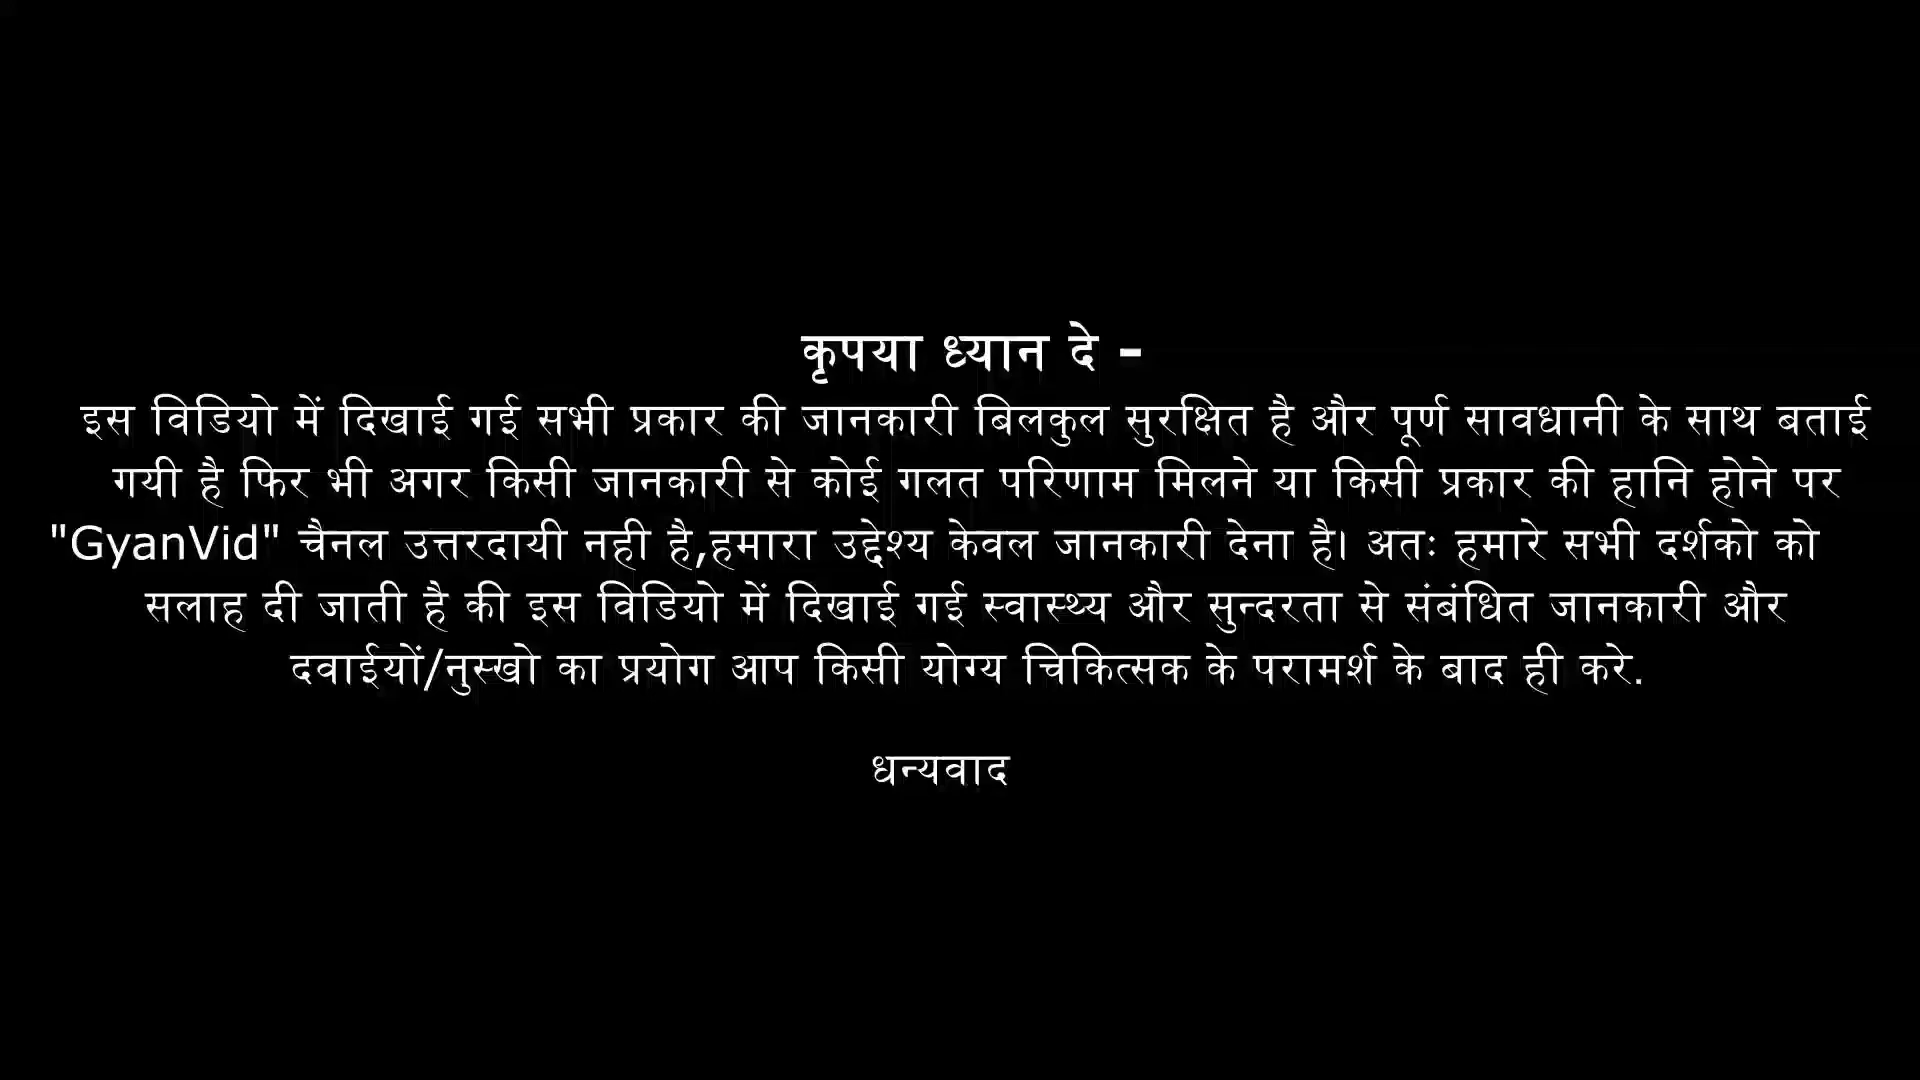 कृपया ध्यान दे -
इस विडियो में दिखाई गई सभी प्रकार की जानकारी बिलकुल सुरक्षित है और पूर्ण सावधानी के साथ बताई
गयी है फिर भी अगर किसी जानकारी से कोई गलत परिणाम मिलने या किसी प्रकार की हानि होने पर
"GyanVid" चैनल उत्तरदायी नही है,हमारा उद्देश्य केवल जानकारी देना है। अतः हमारे सभी दर्शको को
सलाह दी जाती है की इस विडियो में दिखाई गई स्वास्थ्य और सुन्दरता से संबंधित जानकारी और
दवाईयों/नुस्खो का प्रयोग आप किसी योग्य चिकित्सक के परामर्श के बाद ही करे.
धन्यवाद